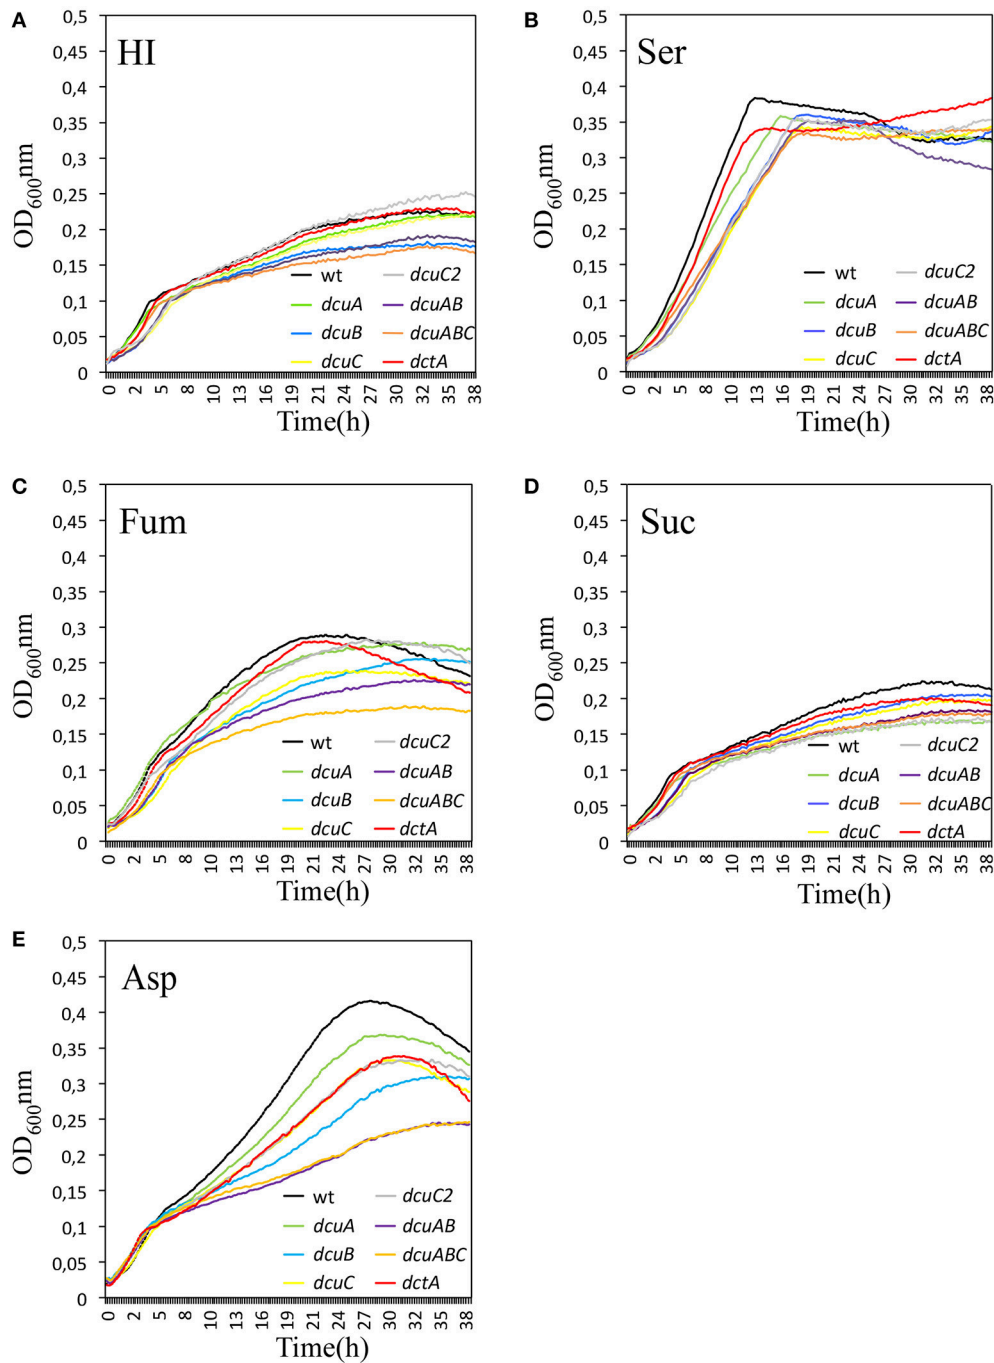 A
HI
OD600nm
0,5
0,45
0,4
0,35
0,3
0,25
0,2
0,15
0,1
0,05
0
wt
dcuA
dcuB
dcuC
dcuC2
dcuAB
dcuABC
dctA
0 2 5 8 10 13 16 19 21 24 27 30 32 35 38
Time(h)
B
Ser
OD600nm
0,5
0,45
0,4
0,35
0,3
0,25
0,2
0,15
0,1
0,05
0
wt
dcuA
dcuB
dcuC
dcuC2
dcuAB
dcuABC
dctA
0 2 5 8 10 13 16 19 21 24 27 30 32 35 38
Time(h)
C
Fum
OD600nm
0,5
0,45
0,4
0,35
0,3
0,25
0,2
0,15
0,1
0,05
0
wt
dcuA
dcuB
dcuC
dcuC2
dcuAB
dcuABC
dctA
0 2 5 8 10 13 16 19 21 24 27 30 32 35 38
Time(h)
D
Suc
OD600nm
0,5
0,45
0,4
0,35
0,3
0,25
0,2
0,15
0,1
0,05
0
wt
dcuA
dcuB
dcuC
dcuC2
dcuAB
dcuABC
dctA
0 2 5 8 10 13 16 19 21 24 27 30 32 35 38
Time(h)
E
Asp
OD600nm
0,5
0,45
0,4
0,35
0,3
0,25
0,2
0,15
0,1
0,05
0
wt
dcuA
dcuB
dcuC
dcuC2
dcuAB
dcuABC
dctA
0 2 5 8 10 13 16 19 21 24 27 30 32 35 38
Time(h)